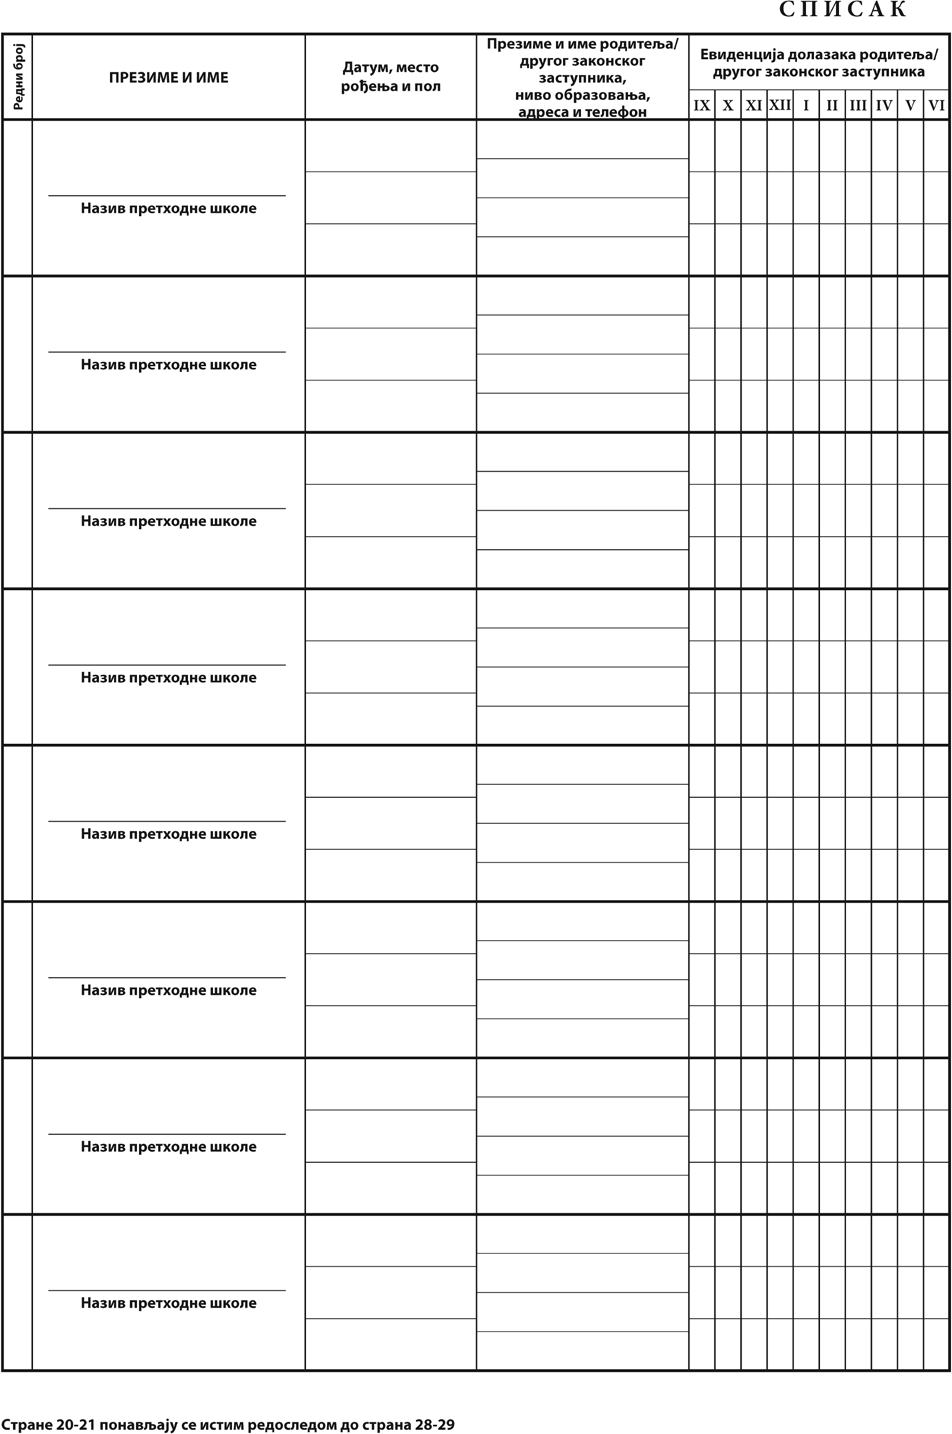 СПИСАК
Редни број
ПРЕЗИМЕ И ИМЕ
Датум, место
рођења и пол
Презиме и име родитеља/
другог законског
заступника,
ниво образовања,
адреса и телефон
Евиденција долазака родитеља/
другог законског заступника
IX X XI XII I II III IV V VI
Назив претходне школе
Назив претходне школе
Назив претходне школе
Назив претходне школе
Назив претходне школе
Назив претходне школе
Назив претходне школе
Назив претходне школе
Стране 20-21 понављају се истим редоследом до страна 28-29